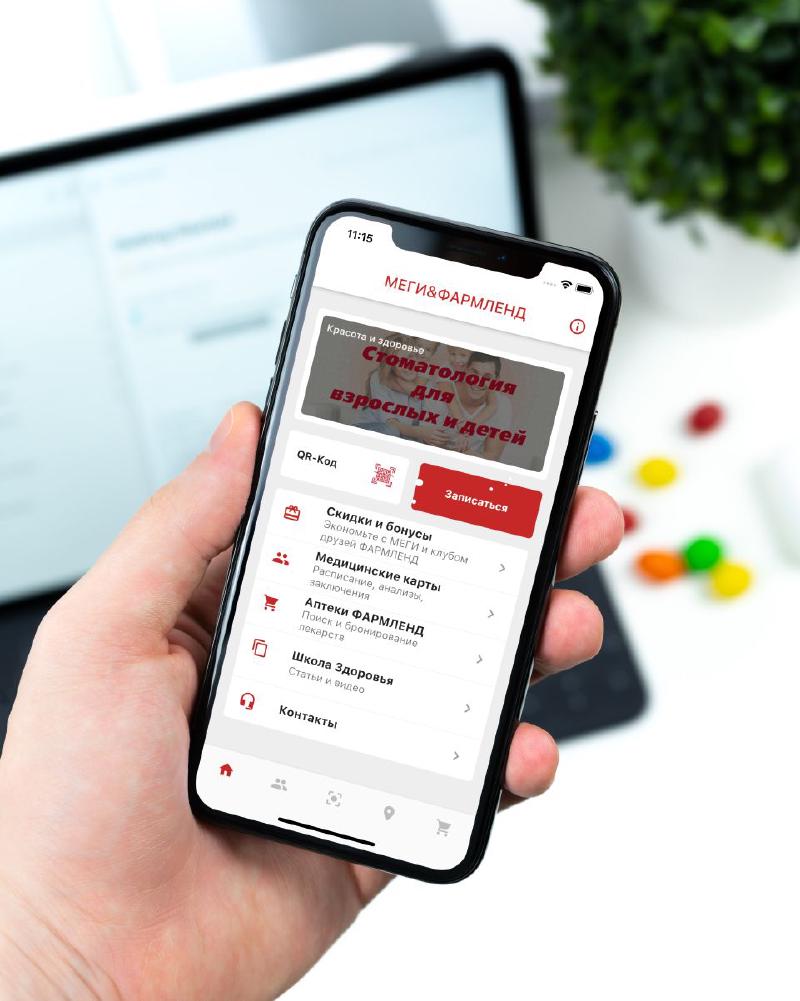 11:15
МЕГИ&ФАРМЛЕНД
Красота и здоровье
Стоматология
для
взрослых и детей
QR-Код
Записаться
Скидки и бонусы
Экономьте с МЕГИ и клубом
друзей ФАРМЛЕНД
Медицинские карты
Расписание, анализы,
заключения
Аптеки ФАРМЛЕНД
Поиск и бронирование
лекарств
Школа Здоровья
Статьи и видео
Контакты